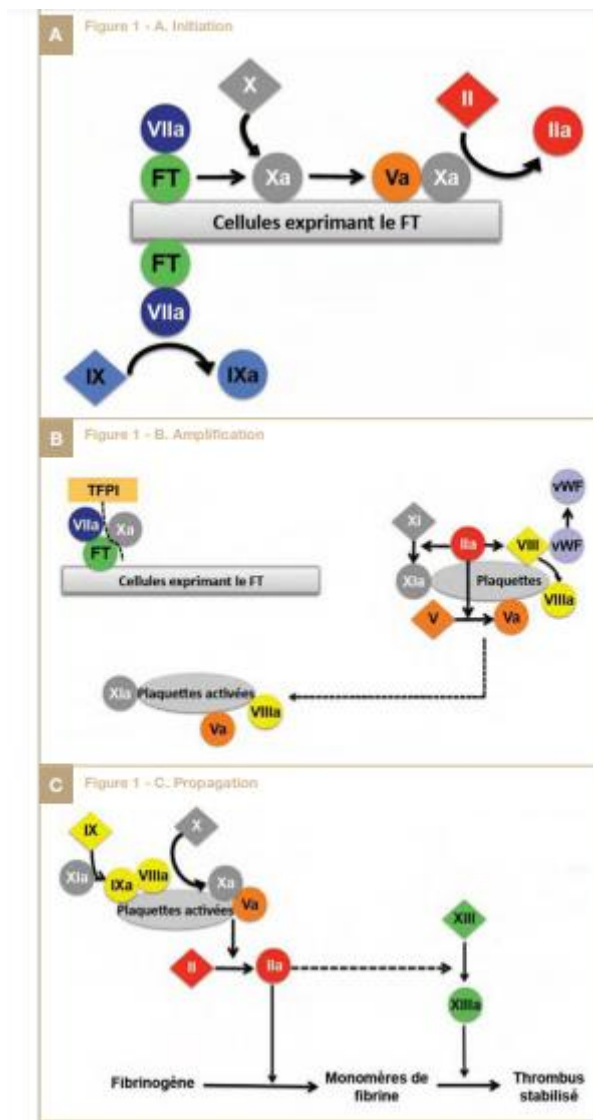 A
Figure 1 - A. Initiation
X
II
VIIa
IIa
FT
Xa
Va
Xa
Cellules exprimant le FT
FT
VIIa
IX
IXa
B
Figure 1 - B. Amplification
TFPI
VIIa
Xa
FT
Cellules exprimant le FT
vWF
XI
IIa
VIII
vWF
XIa
Plaquettes
VIIIa
V
Va
XIa
Plaquettes activées
VIIIa
Va
C
Figure 1 - C. Propagation
IX
X
XIa
IXa
VIIIa
Xa
Plaquettes activées
Va
XIII
II
IIa
XIIIa
Fibrinogène
Monomères de
fibrine
Thrombus
stabilisé